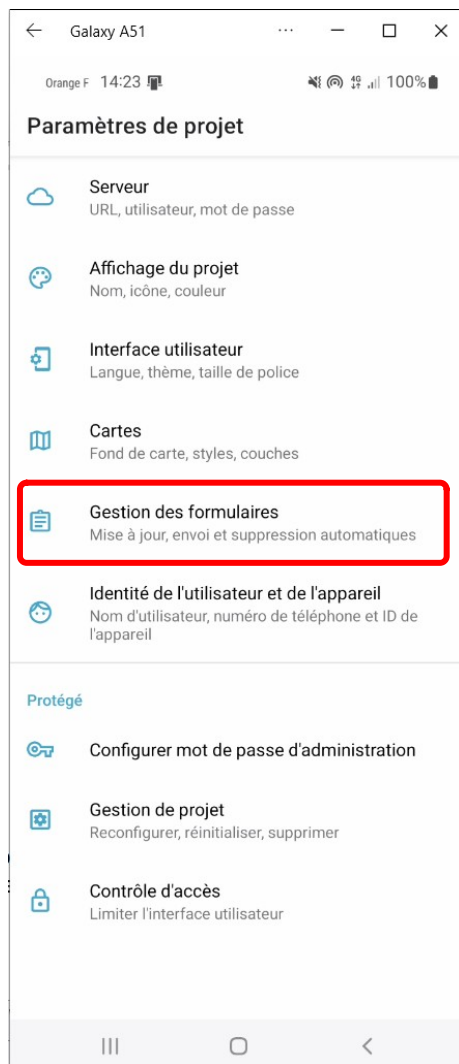 Galaxy A51
Orange F 14:23 100%
Paramètres de projet
Serveur
URL, utilisateur, mot de passe
Affichage du projet
Nom, icône, couleur
Interface utilisateur
Langue, thème, taille de police
Cartes
Fond de carte, styles, couches
Gestion des formulaires
Mise à jour, envoi et suppression automatiques
Identité de l'utilisateur et de l'appareil
Nom d'utilisateur, numéro de téléphone et ID de
l'appareil
Protégé
Configurer mot de passe d'administration
Gestion de projet
Reconfigurer, réinitialiser, supprimer
Contrôle d'accès
Limiter l'interface utilisateur